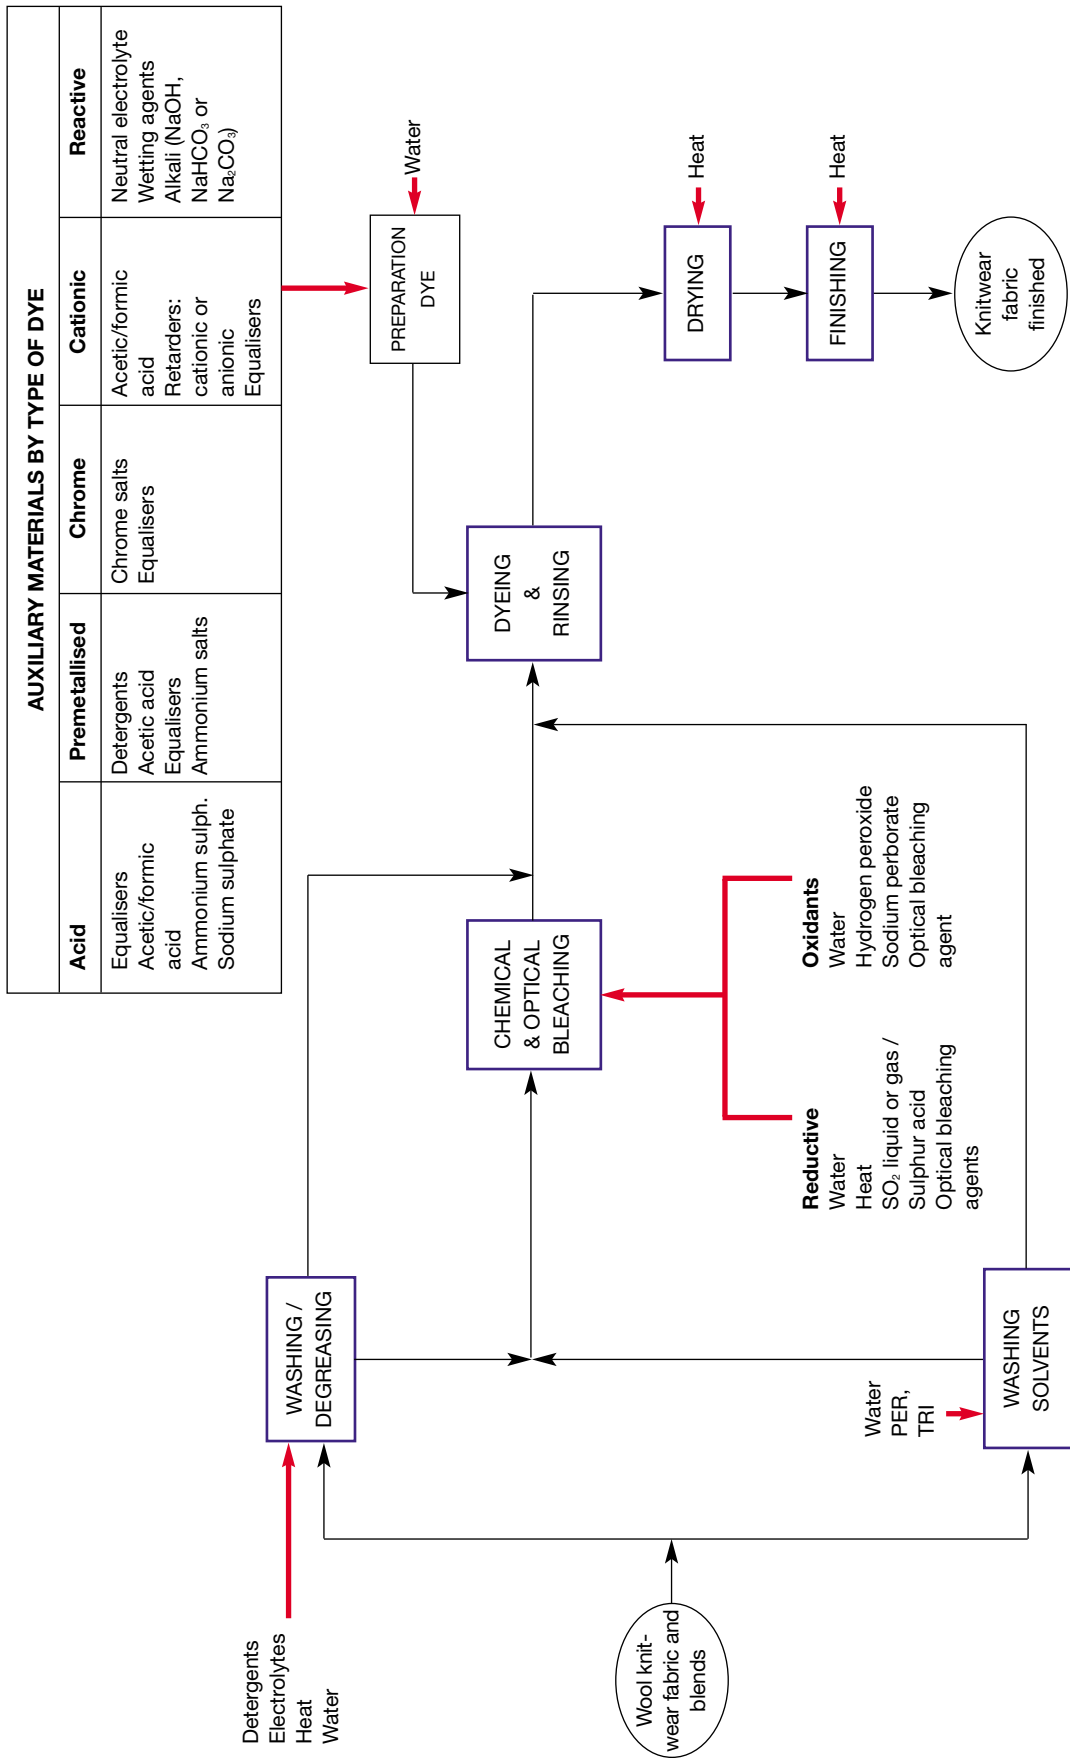 AUXILIARY MATERIALS BY TYPE OF DYE
Acid
Premetallised
Chrome
Cationic
Reactive
Equalisers
Acetic/formic
acid
Ammonium sulph.
Sodium sulphate
Detergents
Acetic acid
Equalisers
Ammonium salts
Chrome salts
Equalisers
Acetic/formic
acid
Retarders:
cationic or
anionic
Equalisers
Neutral electrolyte
Wetting agents
Alkali (NaOH,
NaHCO₃ or
Na₂CO₃)
Detergents
Electrolytes
Heat
Water
WASHING /
DEGREASING
PREPARATION
DYE
Water
Wool knit-
wear fabric and
blends
CHEMICAL
& OPTICAL
BLEACHING
DYEING
&
RINSING
DRYING
Heat
FINISHING
Heat
Knitwear
fabric
finished
Reductive
Water
Heat
SO₂ liquid or gas /
Sulphur acid
Optical bleaching
agents
Oxidants
Water
Hydrogen peroxide
Sodium perborate
Optical bleaching
agent
Water
PER,
TRI
WASHING
SOLVENTS